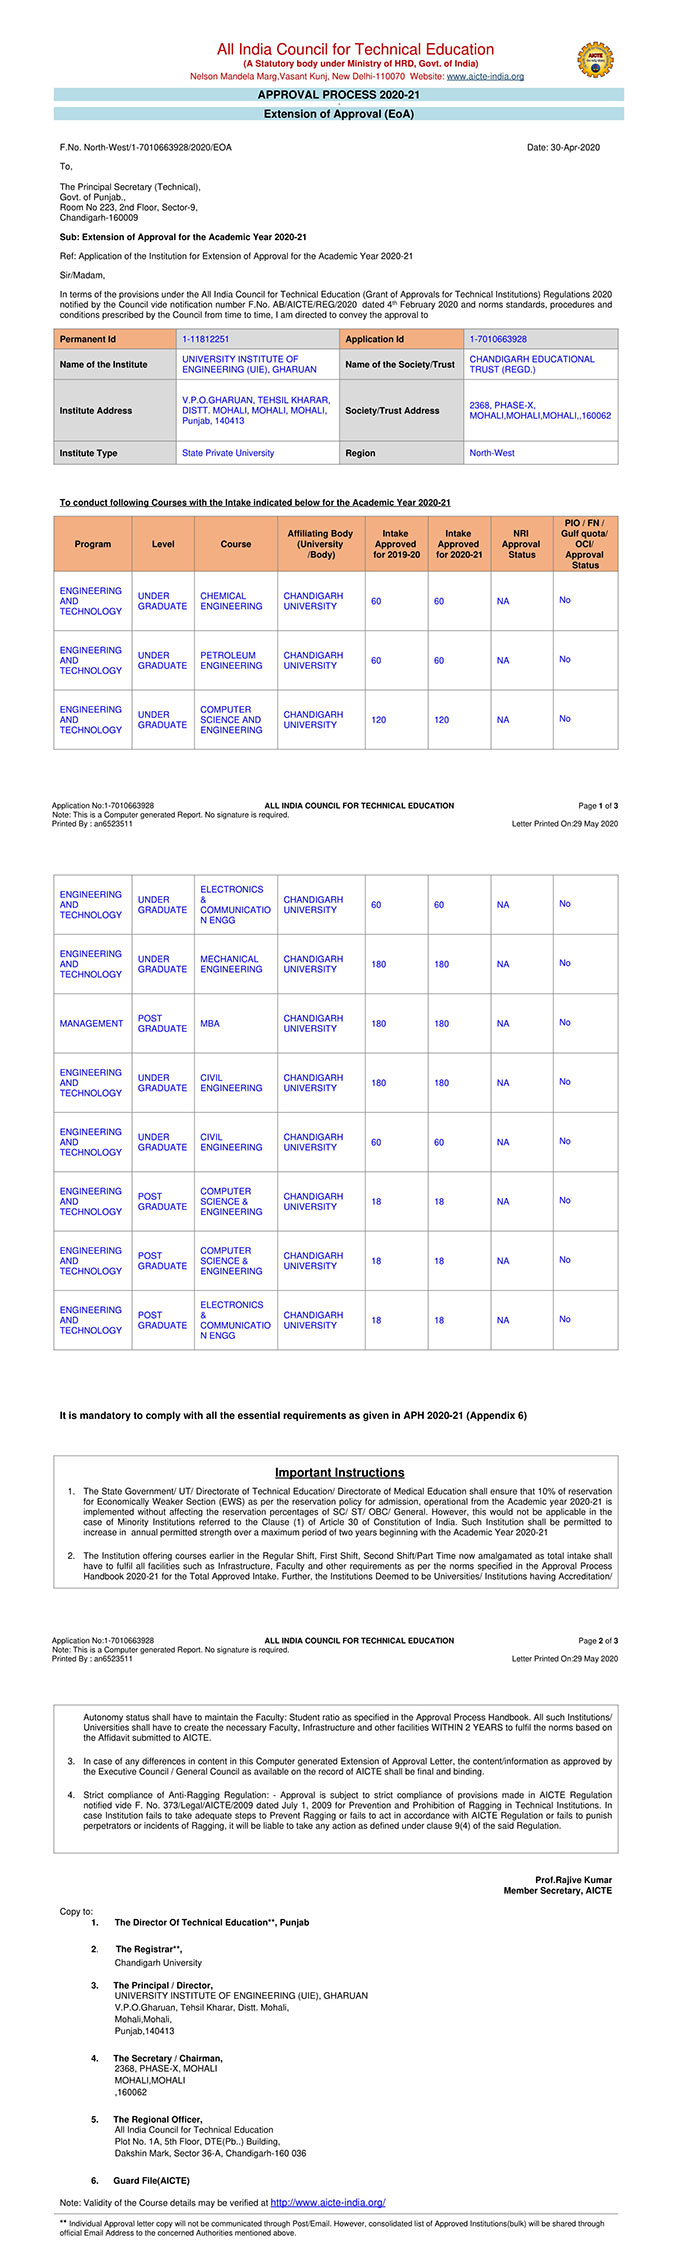 All India Council for Technical Education
(A Statutory body under Ministry of HRD, Govt. of India)
Nelson Mandela Marg,Vasant Kunj, New Delhi-110070 Website: www.aicte-india.org
AICTE
APPROVAL PROCESS 2020-21
Extension of Approval (EoA)
F.No. North-West/1-7010663928/2020/EOA Date: 30-Apr-2020
To,
The Principal Secretary (Technical),
Govt. of Punjab.,
Room No 223, 2nd Floor, Sector-9,
Chandigarh-160009
Sub: Extension of Approval for the Academic Year 2020-21
Ref: Application of the Institution for Extension of Approval for the Academic Year 2020-21
Sir/Madam,
In terms of the provisions under the All India Council for Technical Education (Grant of Approvals for Technical Institutions) Regulations 2020
notified by the Council vide notification number F.No. AB/AICTE/REG/2020 dated 4th February 2020 and norms standards, procedures and
conditions prescribed by the Council from time to time, I am directed to convey the approval to
Permanent Id 1-11812251 Application Id 1-7010663928
Name of the Institute UNIVERSITY INSTITUTE OF
ENGINEERING (UIE), GHARUAN
Name of the Society/Trust CHANDIGARH EDUCATIONAL
TRUST (REGD.)
Institute Address V.P.O.GHARUAN, TEHSIL KHARAR,
DISTT. MOHALI, MOHALI, MOHALI,
Punjab, 140413
Society/Trust Address 2368, PHASE-X,
MOHALI,MOHALI,MOHALI,,160062
Institute Type State Private University Region North-West
To conduct following Courses with the Intake indicated below for the Academic Year 2020-21
Program
Level
Course
Affiliating Body
(University
/Body)
Intake
Approved
for 2019-20
Intake
Approved
for 2020-21
NRI
Approval
Status
PIO / FN /
Gulf quota/
OCI/
Approval
Status
ENGINEERING
AND
TECHNOLOGY
UNDER
GRADUATE
CHEMICAL
ENGINEERING
CHANDIGARH
UNIVERSITY
60
60
NA
No
ENGINEERING
AND
TECHNOLOGY
UNDER
GRADUATE
PETROLEUM
ENGINEERING
CHANDIGARH
UNIVERSITY
60
60
NA
No
ENGINEERING
AND
TECHNOLOGY
UNDER
GRADUATE
COMPUTER
SCIENCE AND
ENGINEERING
CHANDIGARH
UNIVERSITY
120
120
NA
No
Application No:1-7010663928 ALL INDIA COUNCIL FOR TECHNICAL EDUCATION Page 1 of 3
Note: This is a Computer generated Report. No signature is required.
Printed By : an6523511 Letter Printed On:29 May 2020
ENGINEERING
AND
TECHNOLOGY
UNDER
GRADUATE
ELECTRONICS
&
COMMUNICATIO
N ENGG
CHANDIGARH
UNIVERSITY
60
60
NA
No
ENGINEERING
AND
TECHNOLOGY
UNDER
GRADUATE
MECHANICAL
ENGINEERING
CHANDIGARH
UNIVERSITY
180
180
NA
No
MANAGEMENT
POST
GRADUATE
MBA
CHANDIGARH
UNIVERSITY
180
180
NA
No
ENGINEERING
AND
TECHNOLOGY
UNDER
GRADUATE
CIVIL
ENGINEERING
CHANDIGARH
UNIVERSITY
180
180
NA
No
ENGINEERING
AND
TECHNOLOGY
UNDER
GRADUATE
CIVIL
ENGINEERING
CHANDIGARH
UNIVERSITY
60
60
NA
No
ENGINEERING
AND
TECHNOLOGY
POST
GRADUATE
COMPUTER
SCIENCE &
ENGINEERING
CHANDIGARH
UNIVERSITY
18
18
NA
No
ENGINEERING
AND
TECHNOLOGY
POST
GRADUATE
COMPUTER
SCIENCE &
ENGINEERING
CHANDIGARH
UNIVERSITY
18
18
NA
No
ENGINEERING
AND
TECHNOLOGY
POST
GRADUATE
ELECTRONICS
&
COMMUNICATIO
N ENGG
CHANDIGARH
UNIVERSITY
18
18
NA
No
It is mandatory to comply with all the essential requirements as given in APH 2020-21 (Appendix 6)
Important Instructions
1. The State Government/ UT/ Directorate of Technical Education/ Directorate of Medical Education shall ensure that 10% of reservation
for Economically Weaker Section (EWS) as per the reservation policy for admission, operational from the Academic year 2020-21 is
implemented without affecting the reservation percentages of SC/ ST/ OBC/ General. However, this would not be applicable in the
case of Minority Institutions referred to the Clause (1) of Article 30 of Constitution of India. Such Institution shall be permitted to
increase in annual permitted strength over a maximum period of two years beginning with the Academic Year 2020-21
2. The Institution offering courses earlier in the Regular Shift, First Shift, Second Shift/Part Time now amalgamated as total intake shall
have to fulfil all facilities such as Infrastructure, Faculty and other requirements as per the norms specified in the Approval Process
Handbook 2020-21 for the Total Approved Intake. Further, the Institutions Deemed to be Universities/ Institutions having Accreditation/
Application No:1-7010663928 ALL INDIA COUNCIL FOR TECHNICAL EDUCATION Page 2 of 3
Note: This is a Computer generated Report. No signature is required.
Printed By : an6523511 Letter Printed On:29 May 2020
Autonomy status shall have to maintain the Faculty: Student ratio as specified in the Approval Process Handbook. All such Institutions/
Universities shall have to create the necessary Faculty, Infrastructure and other facilities WITHIN 2 YEARS to fulfil the norms based on
the Affidavit submitted to AICTE.
3. In case of any differences in content in this Computer generated Extension of Approval Letter, the content/information as approved by
the Executive Council / General Council as available on the record of AICTE shall be final and binding.
4. Strict compliance of Anti-Ragging Regulation: - Approval is subject to strict compliance of provisions made in AICTE Regulation
notified vide F. No. 373/Legal/AICTE/2009 dated July 1, 2009 for Prevention and Prohibition of Ragging in Technical Institutions. In
case Institution fails to take adequate steps to Prevent Ragging or fails to act in accordance with AICTE Regulation or fails to punish
perpetrators or incidents of Ragging, it will be liable to take any action as defined under clause 9(4) of the said Regulation.
Prof.Rajive Kumar
Member Secretary, AICTE
Copy to:
1. The Director Of Technical Education**, Punjab
2. The Registrar**,
Chandigarh University
3. The Principal / Director,
UNIVERSITY INSTITUTE OF ENGINEERING (UIE), GHARUAN
V.P.O.Gharuan, Tehsil Kharar, Distt. Mohali,
Mohali,Mohali,
Punjab,140413
4. The Secretary / Chairman,
2368, PHASE-X, MOHALI
MOHALI,MOHALI
,160062
5. The Regional Officer,
All India Council for Technical Education
Plot No. 1A, 5th Floor, DTE(Pb..) Building,
Dakshin Mark, Sector 36-A, Chandigarh-160 036
6. Guard File(AICTE)
Note: Validity of the Course details may be verified at http://www.aicte-india.org/
** Individual Approval letter copy will not be communicated through Post/Email. However, consolidated list of Approved Institutions(bulk) will be shared through
official Email Address to the concerned Authorities mentioned above.